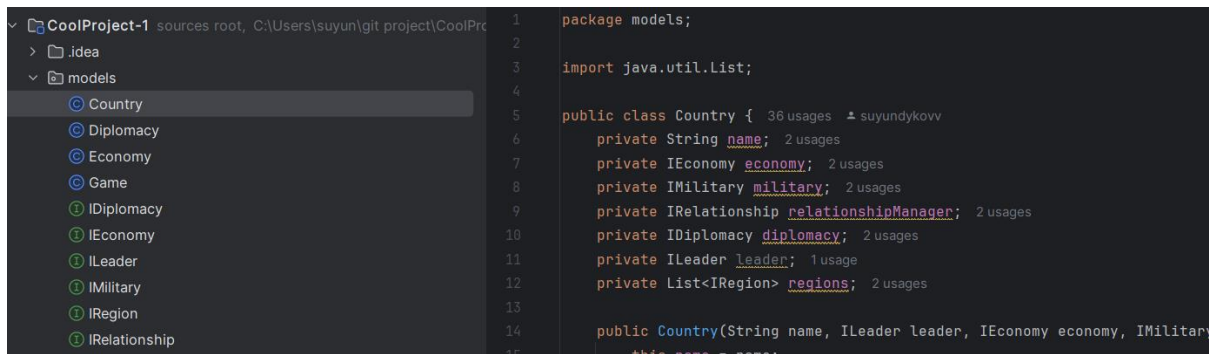 CoolProject-1 sources root, C:\Users\suyun\git project\CoolPro
.idea
models
Country
Diplomacy
Economy
Game
IDiplomacy
IEconomy
ILeader
IMilitary
IRegion
IRelationship
1 package models;
2
3 import java.util.List;
4
5 public class Country { 36 usages suyundykovv
6 private String name; 2 usages
7 private IEconomy economy; 2 usages
8 private IMilitary military; 2 usages
9 private IRelationship relationshipManager; 2 usages
10 private IDiplomacy diplomacy; 2 usages
11 private ILeader leader; 1 usage
12 private List<IRegion> regions; 2 usages
13
14 public Country(String name, ILeader leader, IEconomy economy, IMilitary